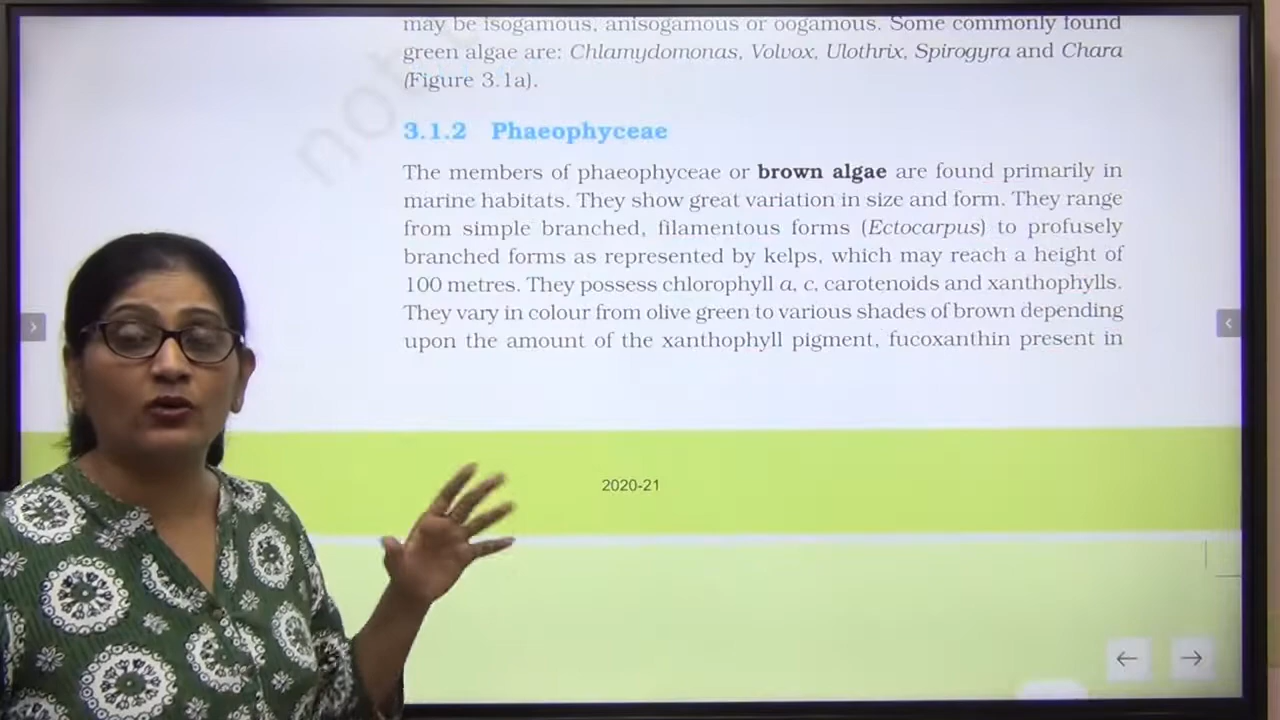 may be isogamous, anisogamous or oogamous. Some commonly found
green algae are: Chlamydomonas, Volvox, Ulothrix, Spirogyra and Chara
(Figure 3.1a).
3.1.2 Phaeophyceae
The members of phaeophyceae or brown algae are found primarily in
marine habitats. They show great variation in size and form. They range
from simple branched, filamentous forms (Ectocarpus) to profusely
branched forms as represented by kelps, which may reach a height of
100 metres. They possess chlorophyll a, c, carotenoids and xanthophylls.
They vary in colour from olive green to various shades of brown depending
upon the amount of the xanthophyll pigment, fucoxanthin present in
2020-21